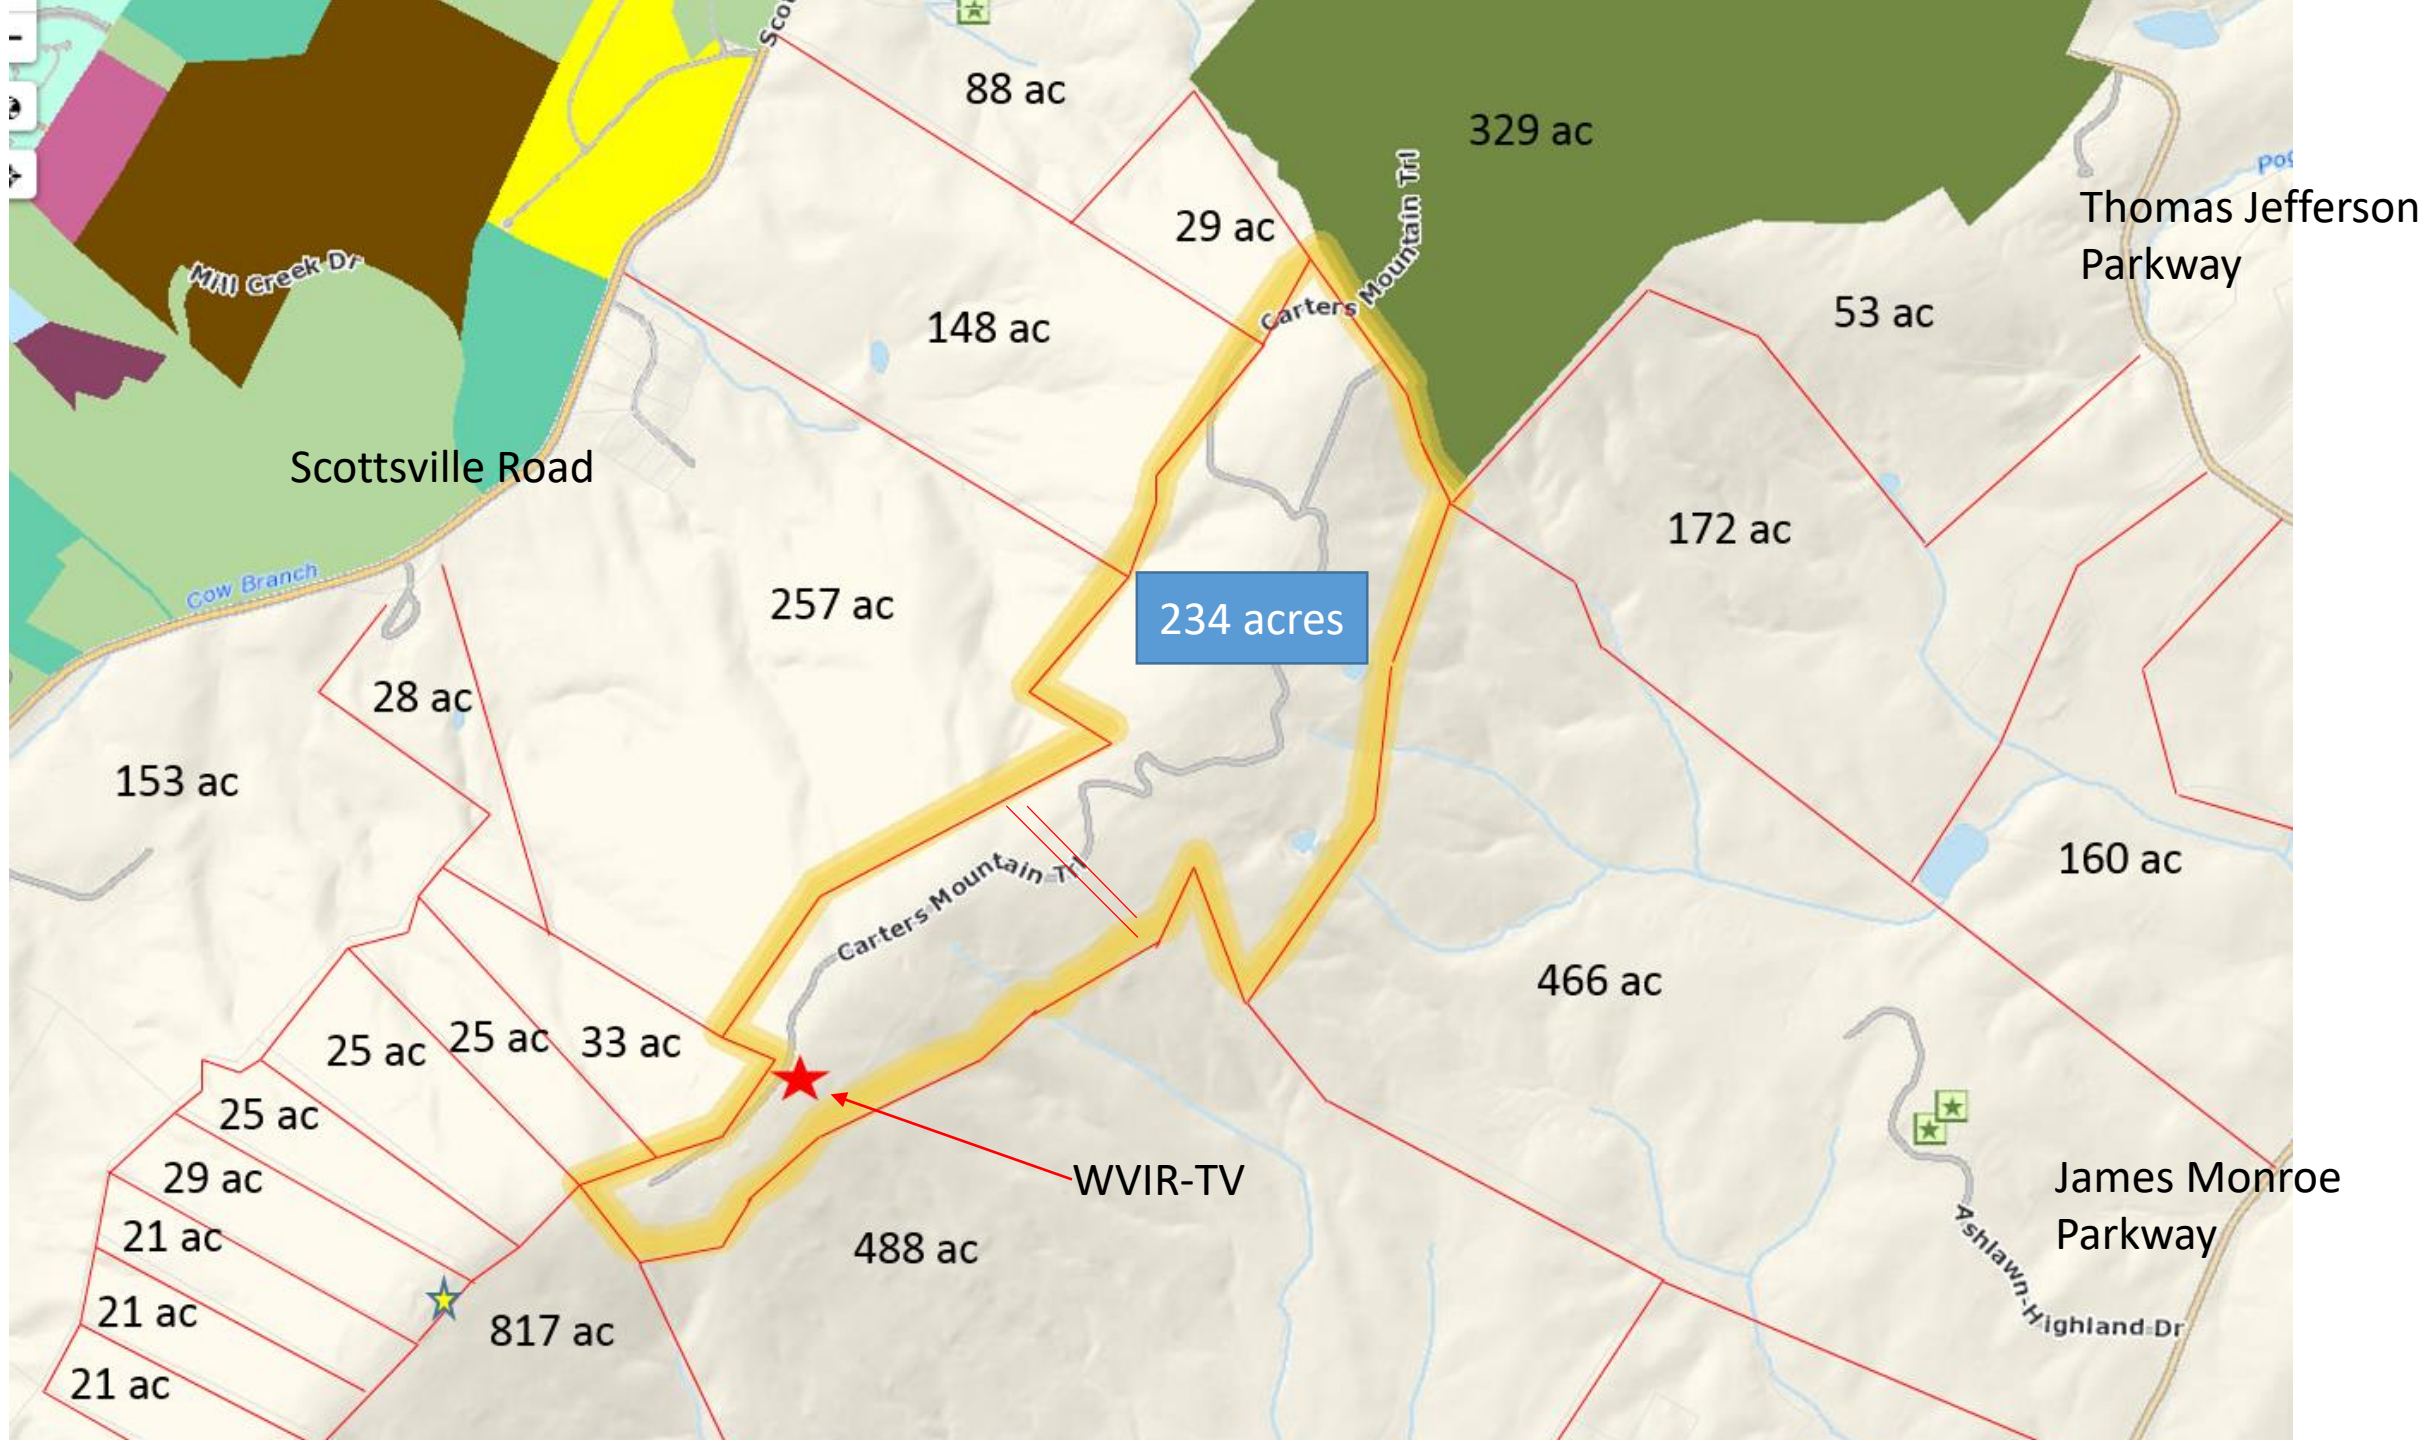 88 ac
329 ac
Carters Mountain Trl
29 ac
Thomas Jefferson
Parkway
Mill Creek Dr
148 ac
53 ac
Scottsville Road
172 ac
Cow Branch
257 ac
234 acres
28 ac
153 ac
160 ac
Carters Mountain Trl
466 ac
25 ac
25 ac
33 ac
25 ac
29 ac
WVIR-TV
James Monroe
Parkway
21 ac
488 ac
Ashlawn-Highland Dr
21 ac
817 ac
21 ac